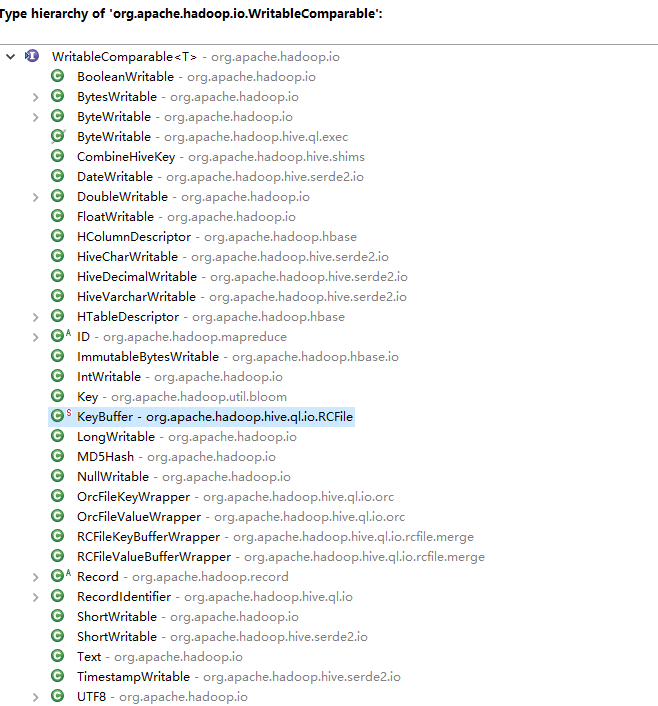 Type hierarchy of 'org.apache.hadoop.io.WritableComparable':
WritableComparable<T> - org.apache.hadoop.io
BooleanWritable - org.apache.hadoop.io
BytesWritable - org.apache.hadoop.io
ByteWritable - org.apache.hadoop.io
ByteWritable - org.apache.hadoop.hive.ql.exec
CombineHiveKey - org.apache.hadoop.hive.shims
DateWritable - org.apache.hadoop.hive.serde2.io
DoubleWritable - org.apache.hadoop.io
FloatWritable - org.apache.hadoop.io
HColumnDescriptor - org.apache.hadoop.hbase
HiveCharWritable - org.apache.hadoop.hive.serde2.io
HiveDecimalWritable - org.apache.hadoop.hive.serde2.io
HiveVarcharWritable - org.apache.hadoop.hive.serde2.io
HTableDescriptor - org.apache.hadoop.hbase
ID - org.apache.hadoop.mapreduce
ImmutableBytesWritable - org.apache.hadoop.hbase.io
IntWritable - org.apache.hadoop.io
Key - org.apache.hadoop.util.bloom
KeyBuffer - org.apache.hadoop.hive.ql.io.RCFile
LongWritable - org.apache.hadoop.io
MD5Hash - org.apache.hadoop.io
NullWritable - org.apache.hadoop.io
OrcFileKeyWrapper - org.apache.hadoop.hive.ql.io.orc
OrcFileValueWrapper - org.apache.hadoop.hive.ql.io.orc
RCFileKeyBufferWrapper - org.apache.hadoop.hive.ql.io.rcfile.merge
RCFileValueBufferWrapper - org.apache.hadoop.hive.ql.io.rcfile.merge
Record - org.apache.hadoop.record
RecordIdentifier - org.apache.hadoop.hive.ql.io
ShortWritable - org.apache.hadoop.io
ShortWritable - org.apache.hadoop.hive.serde2.io
Text - org.apache.hadoop.io
TimestampWritable - org.apache.hadoop.hive.serde2.io
UTF8 - org.apache.hadoop.io